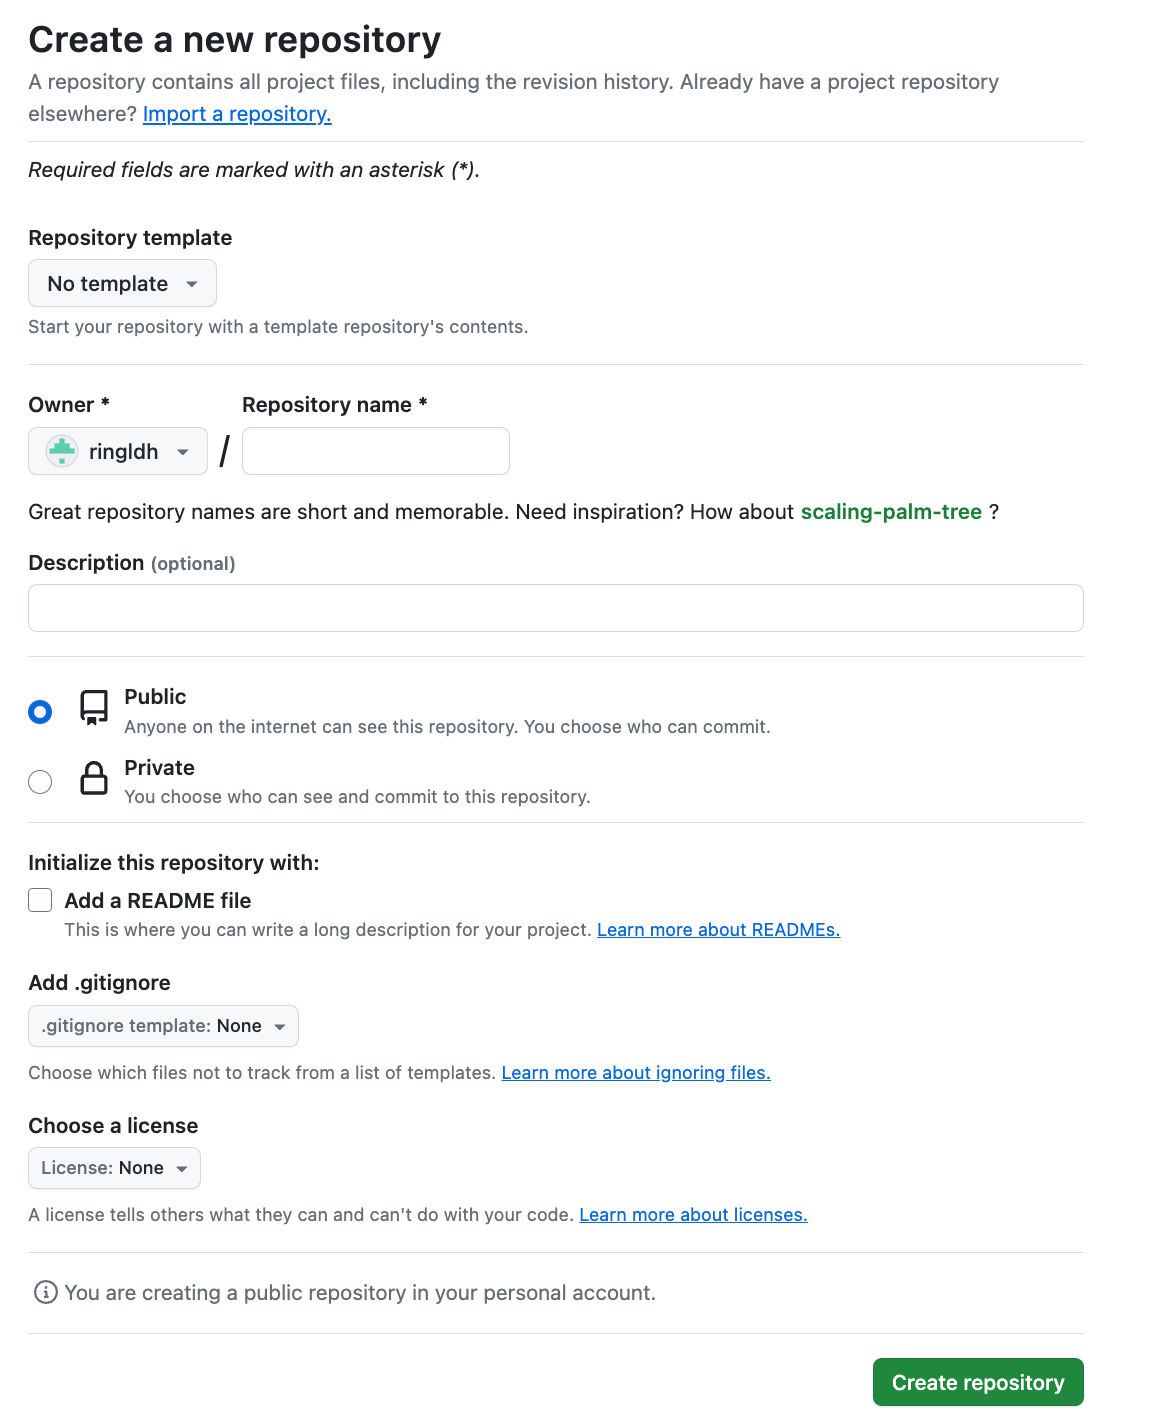 Create a new repository
A repository contains all project files, including the revision history. Already have a project repository
elsewhere? Import a repository.
Required fields are marked with an asterisk (*).
Repository template
No template
Start your repository with a template repository's contents.
Owner *
Repository name *
ringldh
/
Great repository names are short and memorable. Need inspiration? How about scaling-palm-tree ?
Description (optional)
Public
Anyone on the internet can see this repository. You choose who can commit.
Private
You choose who can see and commit to this repository.
Initialize this repository with:
Add a README file
This is where you can write a long description for your project. Learn more about READMEs.
Add .gitignore
.gitignore template: None
Choose which files not to track from a list of templates. Learn more about ignoring files.
Choose a license
License: None
A license tells others what they can and can't do with your code. Learn more about licenses.
You are creating a public repository in your personal account.
Create repository